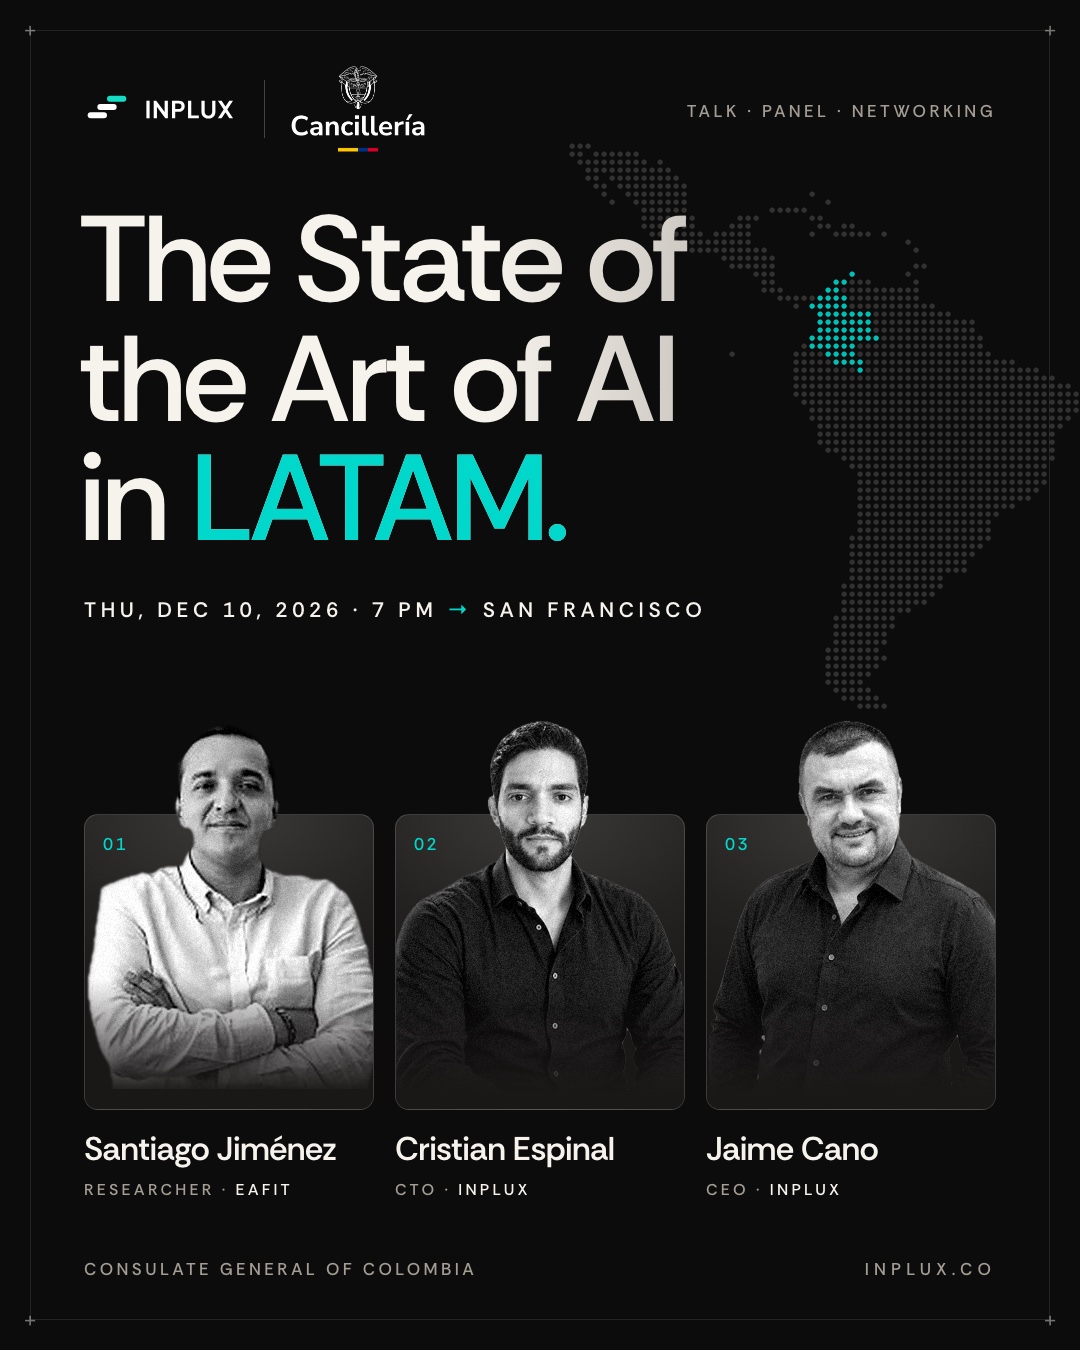 INPLUX
Cancillería
TALK · PANEL · NETWORKING
The State of
the Art of AI
in LATAM.
THU, DEC 10, 2026 · 7 PM → SAN FRANCISCO
01
02
03
Santiago Jiménez
RESEARCHER · EAFIT
Cristian Espinal
CTO · INPLUX
Jaime Cano
CEO · INPLUX
CONSULATE GENERAL OF COLOMBIA
INPLUX.CO